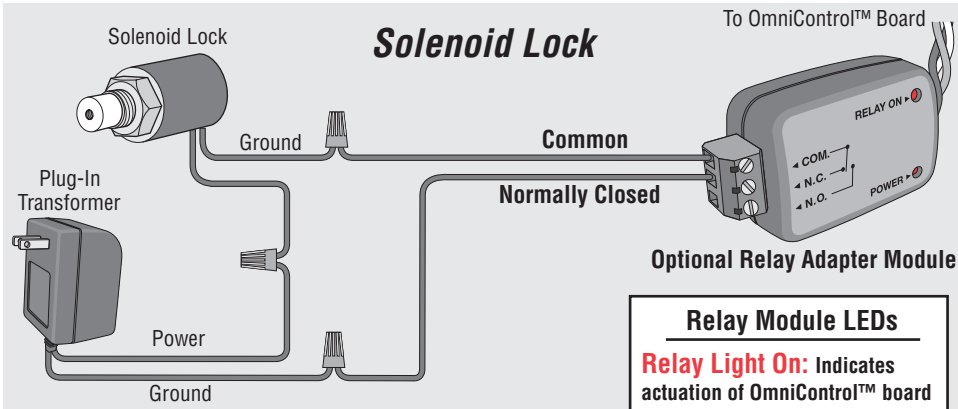 To OmniControl™ Board
Solenoid Lock
Solenoid Lock
RELAY ON ▸
Ground
Common
◂ COM.
◂ N.C.
◂ N.O.
POWER ▸
Plug-In
Transformer
Normally Closed
Optional Relay Adapter Module
Power
Ground
Relay Module LEDs
Relay Light On: Indicates
actuation of OmniControl™ board